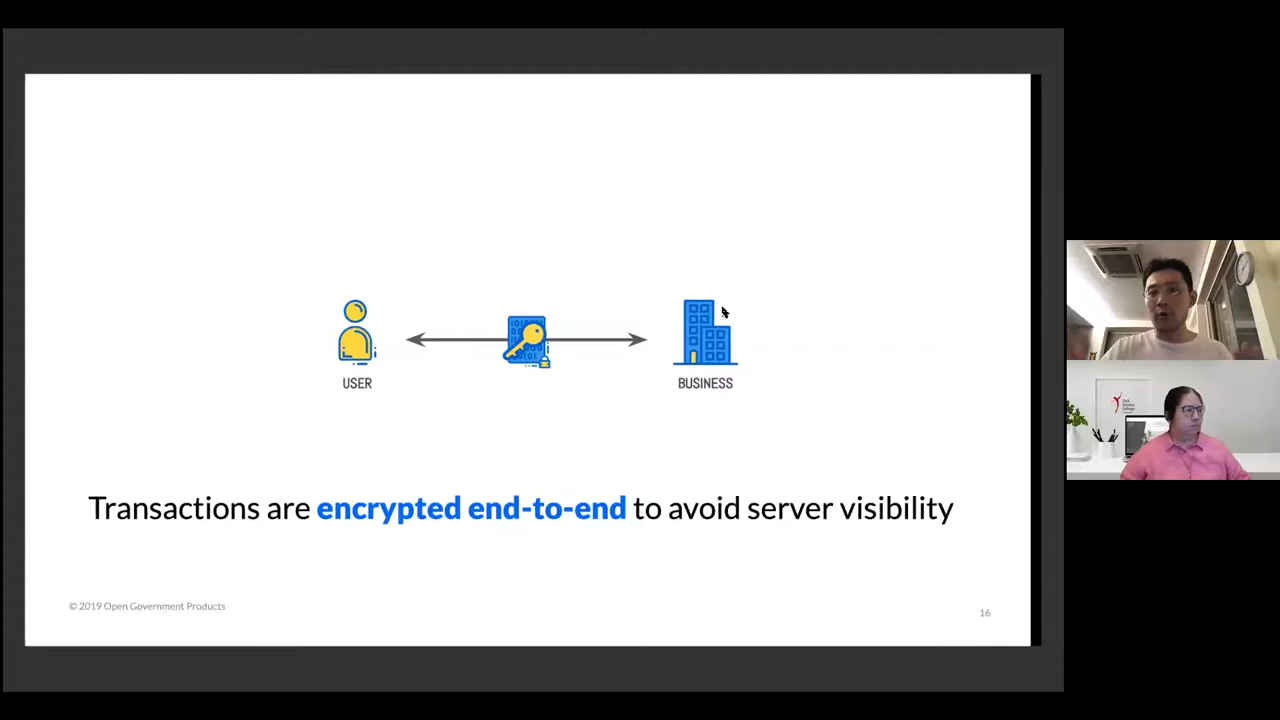 USER
BUSINESS
Transactions are encrypted end-to-end to avoid server visibility
© 2019 Open Government Products
16